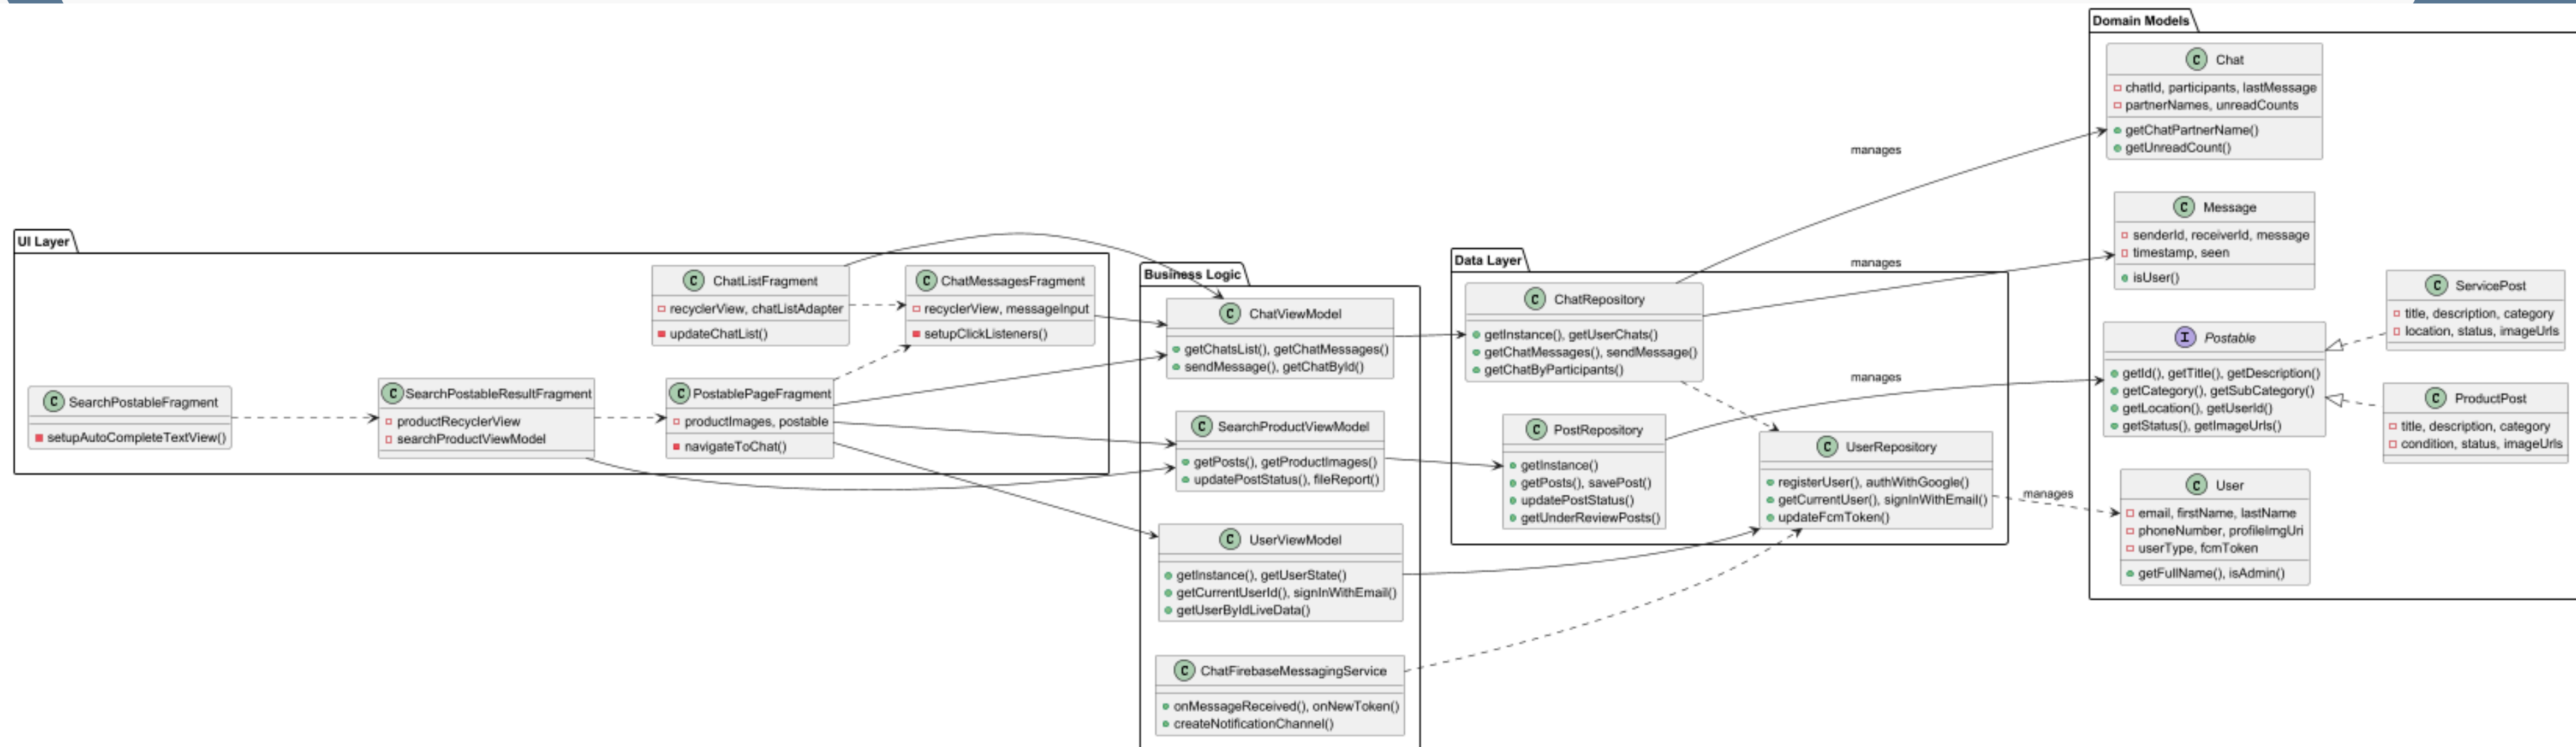 UI Layer
C ChatListFragment
recyclerView, chatListAdapter
updateChatList()
C ChatMessagesFragment
recyclerView, messageInput
setupClickListeners()
C SearchPostableFragment
setupAutoCompleteTextView()
C SearchPostableResultFragment
productRecyclerView
searchProductViewModel
C PostablePageFragment
productImages, postable
navigateToChat()
Business Logic
C ChatViewModel
getChatsList(), getChatMessages()
sendMessage(), getChatById()
C SearchProductViewModel
getPosts(), getProductImages()
updatePostStatus(), fileReport()
C UserViewModel
getInstance(), getUserState()
getCurrentUserId(), signInWithEmail()
getUserByIdLiveData()
C ChatFirebaseMessagingService
onMessageReceived(), onNewToken()
createNotificationChannel()
Data Layer
C ChatRepository
getInstance(), getUserChats()
getChatMessages(), sendMessage()
getChatByParticipants()
C PostRepository
getInstance()
getPosts(), savePost()
updatePostStatus()
getUnderReviewPosts()
C UserRepository
registerUser(), authWithGoogle()
getCurrentUser(), signInWithEmail()
updateFcmToken()
manages
manages
manages
manages
Domain Models
C Chat
chatId, participants, lastMessage
partnerNames, unreadCounts
getChatPartnerName()
getUnreadCount()
C Message
senderId, receiverId, message
timestamp, seen
isUser()
I Postable
getId(), getTitle(), getDescription()
getCategory(), getSubCategory()
getLocation(), getUserId()
getStatus(), getImageUrls()
C User
email, firstName, lastName
phoneNumber, profileImgUri
userType, fcmToken
getFullName(), isAdmin()
C ServicePost
title, description, category
location, status, imageUrls
C ProductPost
title, description, category
condition, status, imageUrls